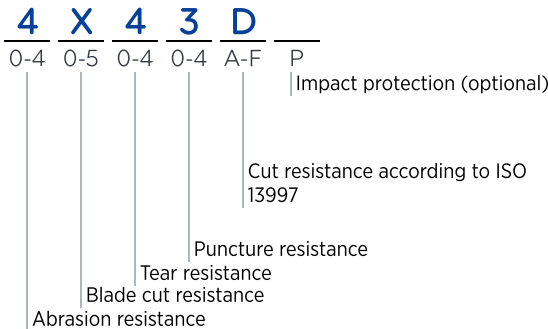 4 X 4 3 D
0-4 0-5 0-4 0-4 A-F P
Impact protection (optional)
Cut resistance according to ISO
13997
Puncture resistance
Tear resistance
Blade cut resistance
Abrasion resistance